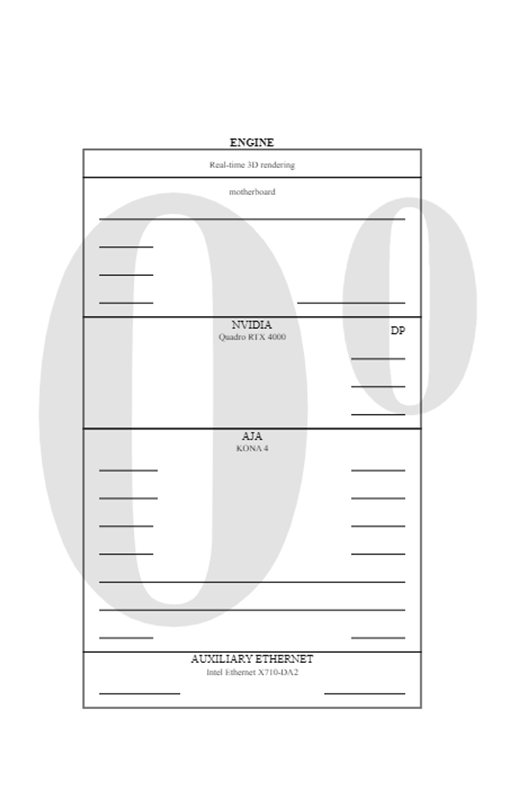 ENGINE
Real-time 3D rendering
motherboard
NVIDIA
Quadro RTX 4000
DP
AJA
KONA 4
AUXILIARY ETHERNET
Intel Ethernet X710-DA2
0º